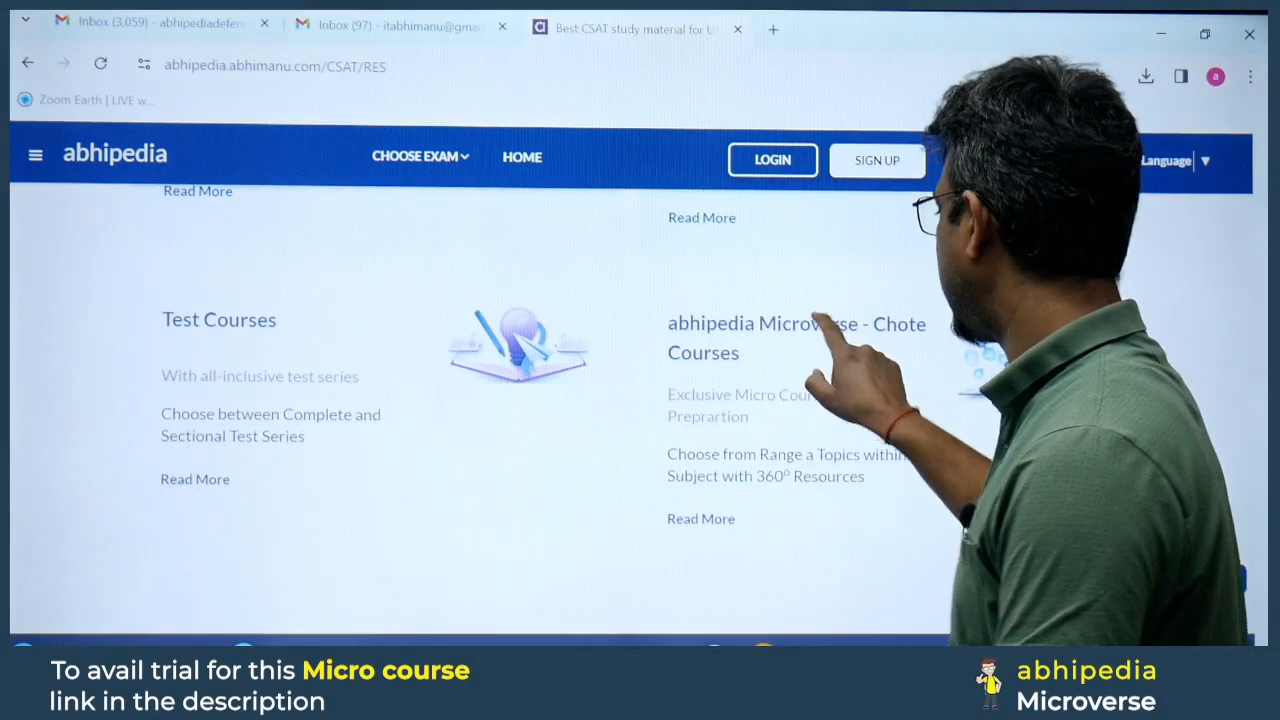 Inbox (3,059) - abhipediadefen
Inbox (97) - itabhimanu@gmai
Best CSAT study material for U
abhipedia.abhimanu.com/CSAT/RES
a
Zoom Earth | LIVE w...
abhipedia
CHOOSE EXAM
HOME
LOGIN
SIGN UP
Language
Read More
Read More
Test Courses
With all-inclusive test series
Choose between Complete and
Sectional Test Series
Read More
abhipedia Microverse - Chote
Courses
Exclusive Micro
Preprartion
Choose from Range a Topics within
Subject with 360⁰ Resources
Read More
To avail trial for this Micro course
link in the description
abhipedia
Microverse